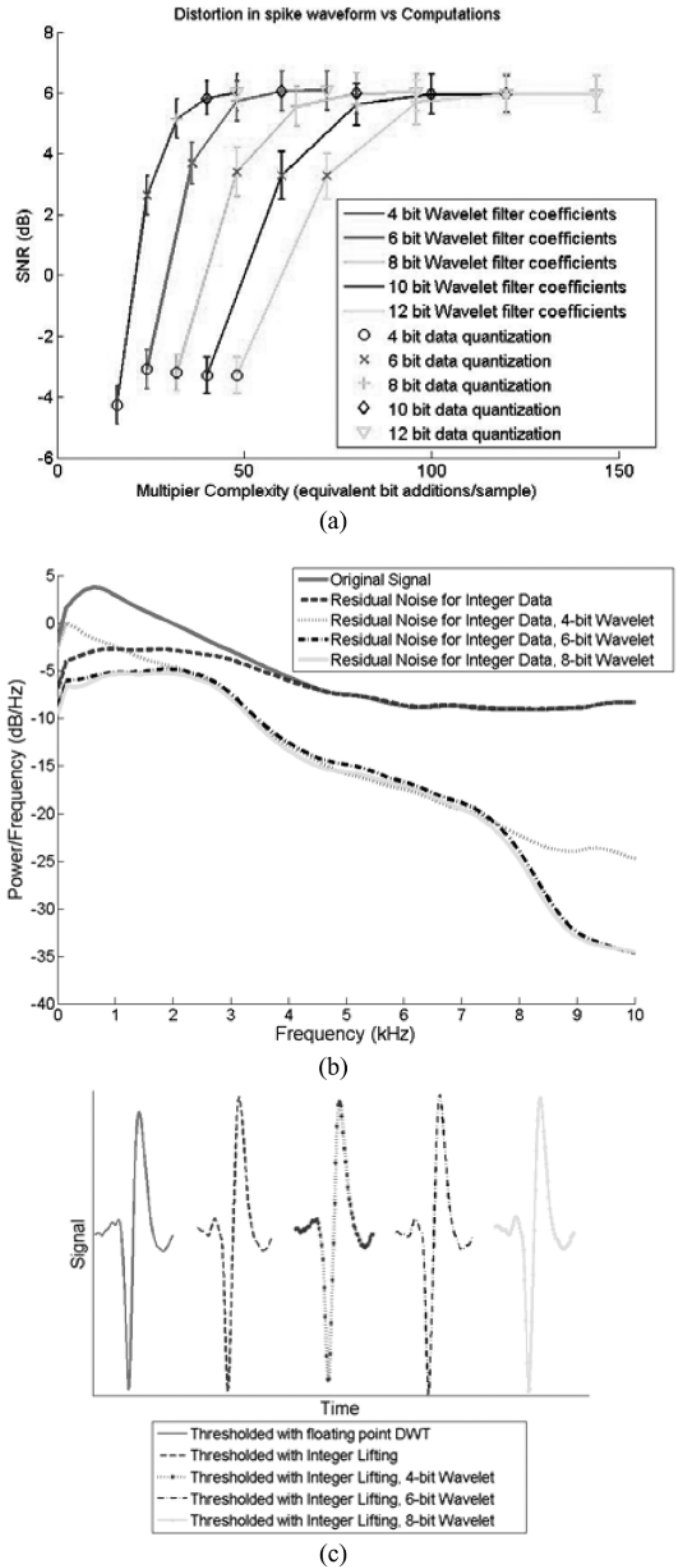 Distortion in spike waveform vs Computations
8
6
4
2
0
-2
-4
-6
SNR (dB)
4 bit Wavelet filter coefficients
6 bit Wavelet filter coefficients
8 bit Wavelet filter coefficients
10 bit Wavelet filter coefficients
12 bit Wavelet filter coefficients
4 bit data quantization
6 bit data quantization
8 bit data quantization
10 bit data quantization
12 bit data quantization
0 50 100 150
Multipier Complexity (equivalent bit additions/sample)
(a)
5
0
-5
-10
-15
-20
-25
-30
-35
-40
Power/Frequency (dB/Hz)
Original Signal
Residual Noise for Integer Data
Residual Noise for Integer Data, 4-bit Wavelet
Residual Noise for Integer Data, 6-bit Wavelet
Residual Noise for Integer Data, 8-bit Wavelet
0 1 2 3 4 5 6 7 8 9 10
Frequency (kHz)
(b)
Signal
Time
Thresholded with floating point DWT
Thresholded with Integer Lifting
Thresholded with Integer Lifting, 4-bit Wavelet
Thresholded with Integer Lifting, 6-bit Wavelet
Thresholded with Integer Lifting, 8-bit Wavelet
(c)